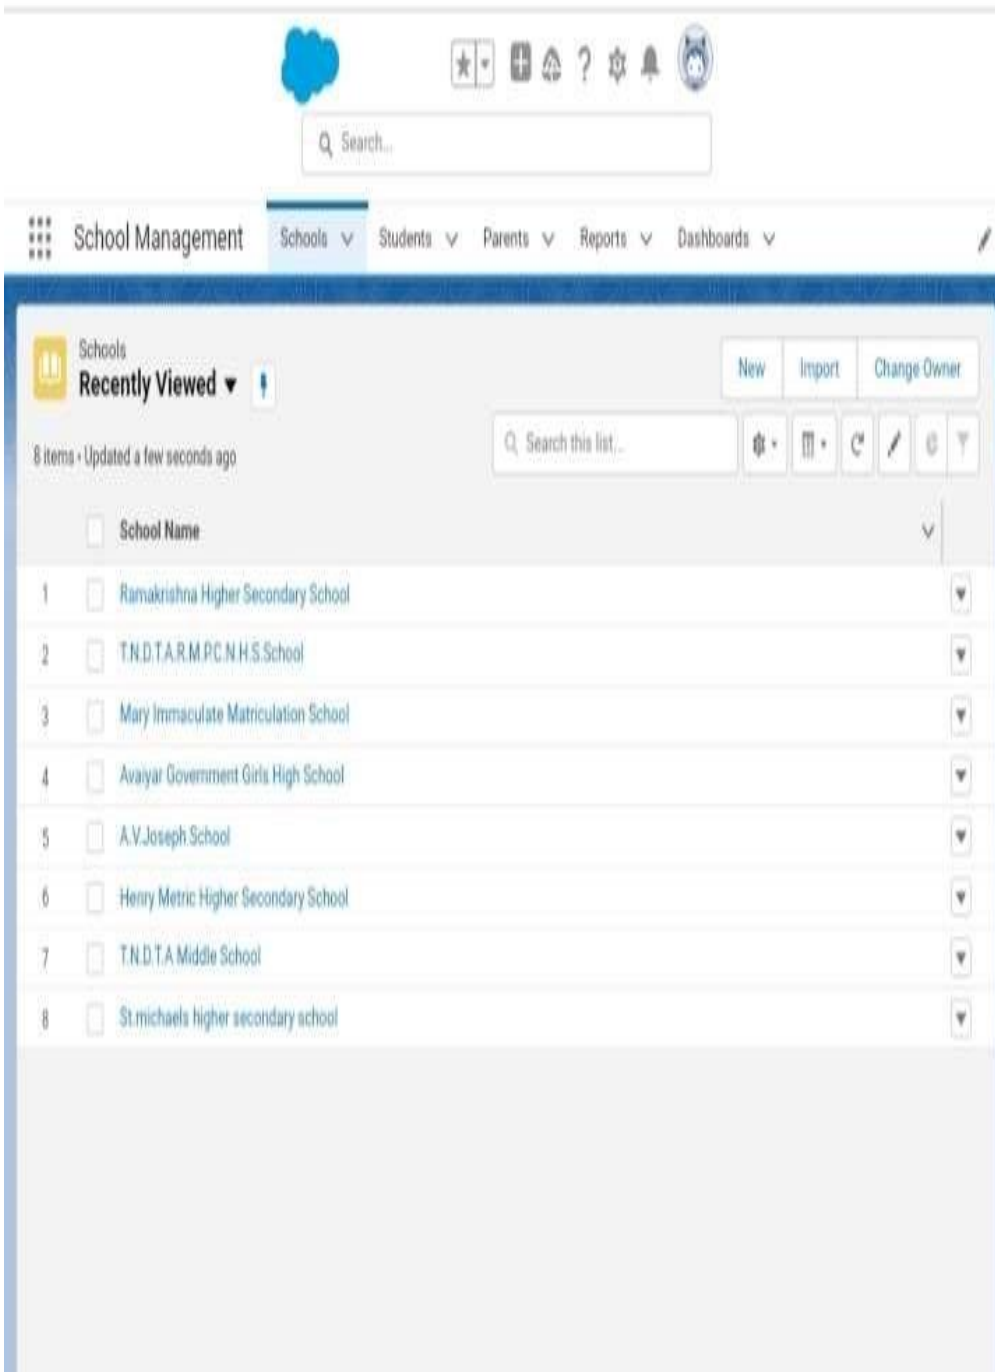 Search...
School Management Schools Students Parents Reports Dashboards
Schools
Recently Viewed
New Import Change Owner
8 items • Updated a few seconds ago
Search this list...
School Name
1 Ramakrishna Higher Secondary School
2 T.N.D.T.A.R.M.P.C.N.H.S.School
3 Mary Immaculate Matriculation School
4 Avaiyar Government Girls High School
5 A.V.Joseph School
6 Henry Metric Higher Secondary School
7 T.N.D.T.A Middle School
8 St.michaels higher secondary school